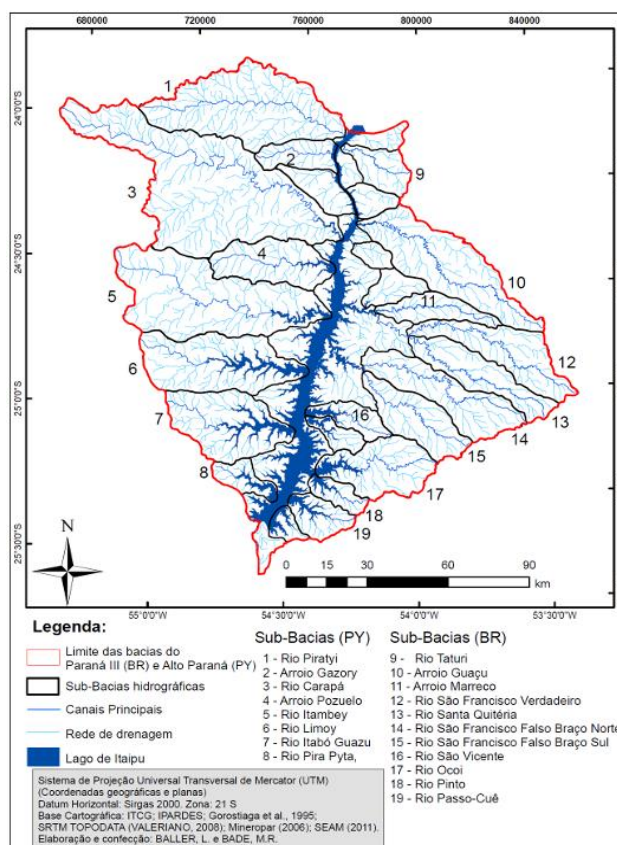 680000 720000 760000 800000 840000
24°0'0"S
24°30'0"S
25°0'0"S
25°30'0"S
1
2
3
4
5
6
7
8
9
10
11
12
13
14
15
16
17
18
19
N
0 15 30 60 90
km
55°0'0"W 54°30'0"W 54°0'0"W 53°30'0"W
Legenda:
Limite das bacias do
Paraná III (BR) e Alto Paraná (PY)
Sub-Bacias hidrográficas
Canais Principais
Rede de drenagem
Lago de Itaipu
Sub-Bacias (PY)
1 - Rio Piratyi
2 - Arroio Gazory
3 - Rio Carapá
4 - Arroio Pozuelo
5 - Rio Itambey
6 - Rio Limoy
7 - Rio Itabó Guazu
8 - Rio Pira Pyta,
Sub-Bacias (BR)
9 - Rio Taturi
10 - Arroio Guaçu
11 - Arroio Marreco
12 - Rio São Francisco Verdadeiro
13 - Rio Santa Quitéria
14 - Rio São Francisco Falso Braço Norte
15 - Rio São Francisco Falso Braço Sul
16 - Rio São Vicente
17 - Rio Ocoi
18 - Rio Pinto
19 - Rio Passo-Cuê
Sistema de Projeção Universal Transversal de Mercator (UTM)
(Coordenadas geográficas e planas)
Datum Horizontal: Sirgas 2000. Zona: 21 S
Base Cartográfica: ITCG; IPARDES; Gorostiaga et al., 1995;
SRTM TOPODATA (VALERIANO, 2008); Mineropar (2006); SEAM (2011).
Elaboração e confecção: BALLER, L. e BADE, M.R.